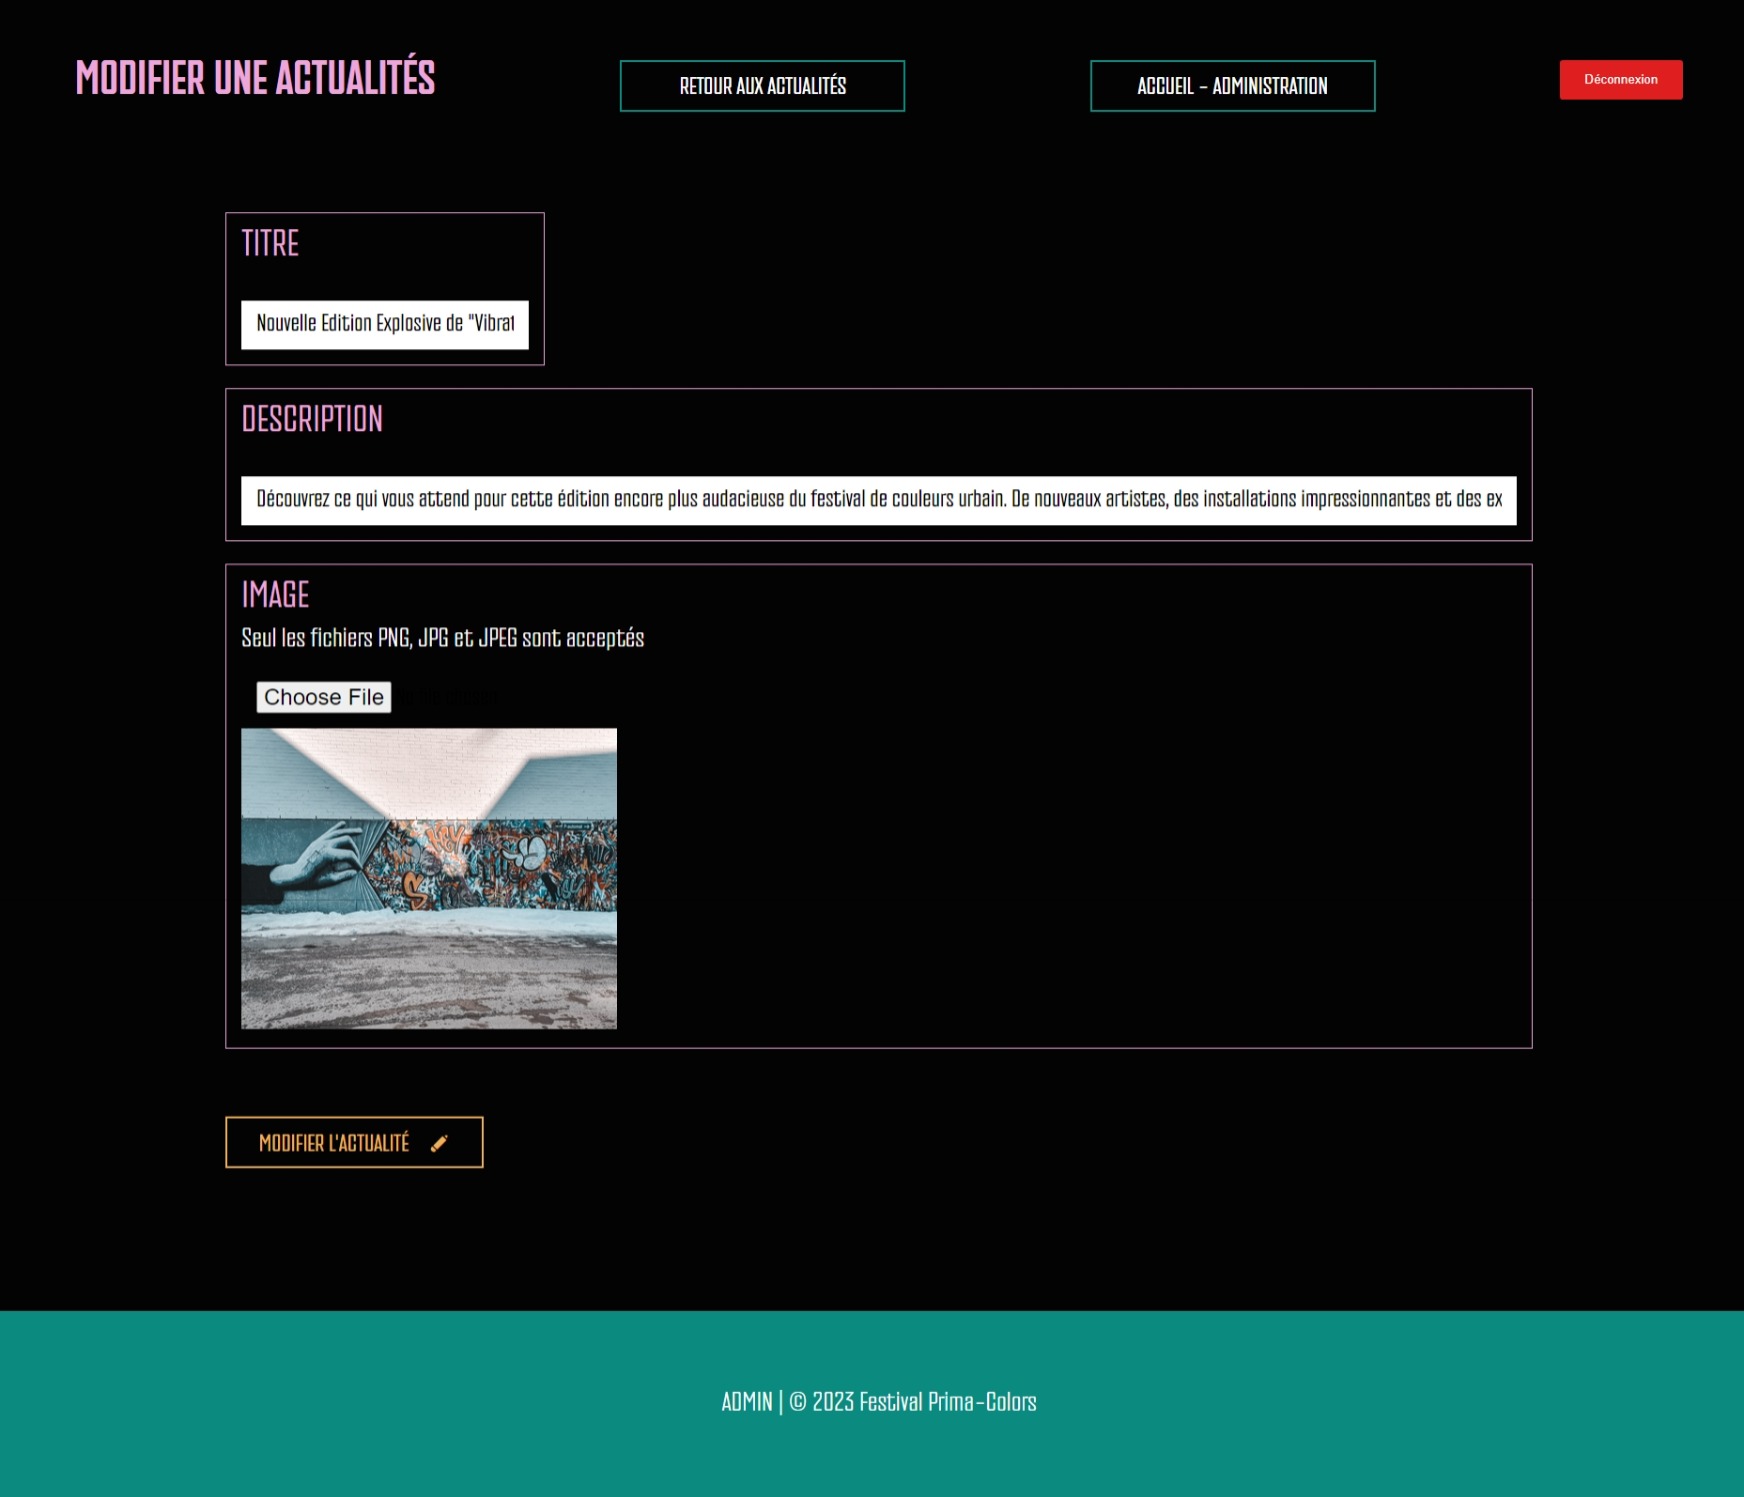 MODIFIER UNE ACTUALITÉS
RETOUR AUX ACTUALITÉS
ACCUEIL - ADMINISTRATION
Déconnexion
TITRE
Nouvelle Edition Explosive de "Vibrat
DESCRIPTION
Découvrez ce qui vous attend pour cette édition encore plus audacieuse du festival de couleurs urbain. De nouveaux artistes, des installations impressionnantes et des ex
IMAGE
Seul les fichiers PNG, JPG et JPEG sont acceptés
Choose File
MODIFIER L'ACTUALITÉ
ADMIN | © 2023 Festival Prima-Colors